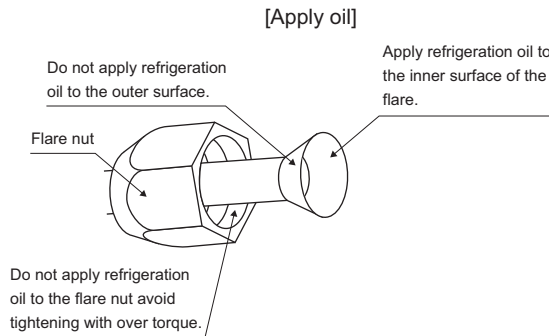 [Apply oil]
Apply refrigeration oil to
the inner surface of the
flare.
Do not apply refrigeration
oil to the outer surface.
Flare nut
Do not apply refrigeration
oil to the flare nut avoid
tightening with over torque.